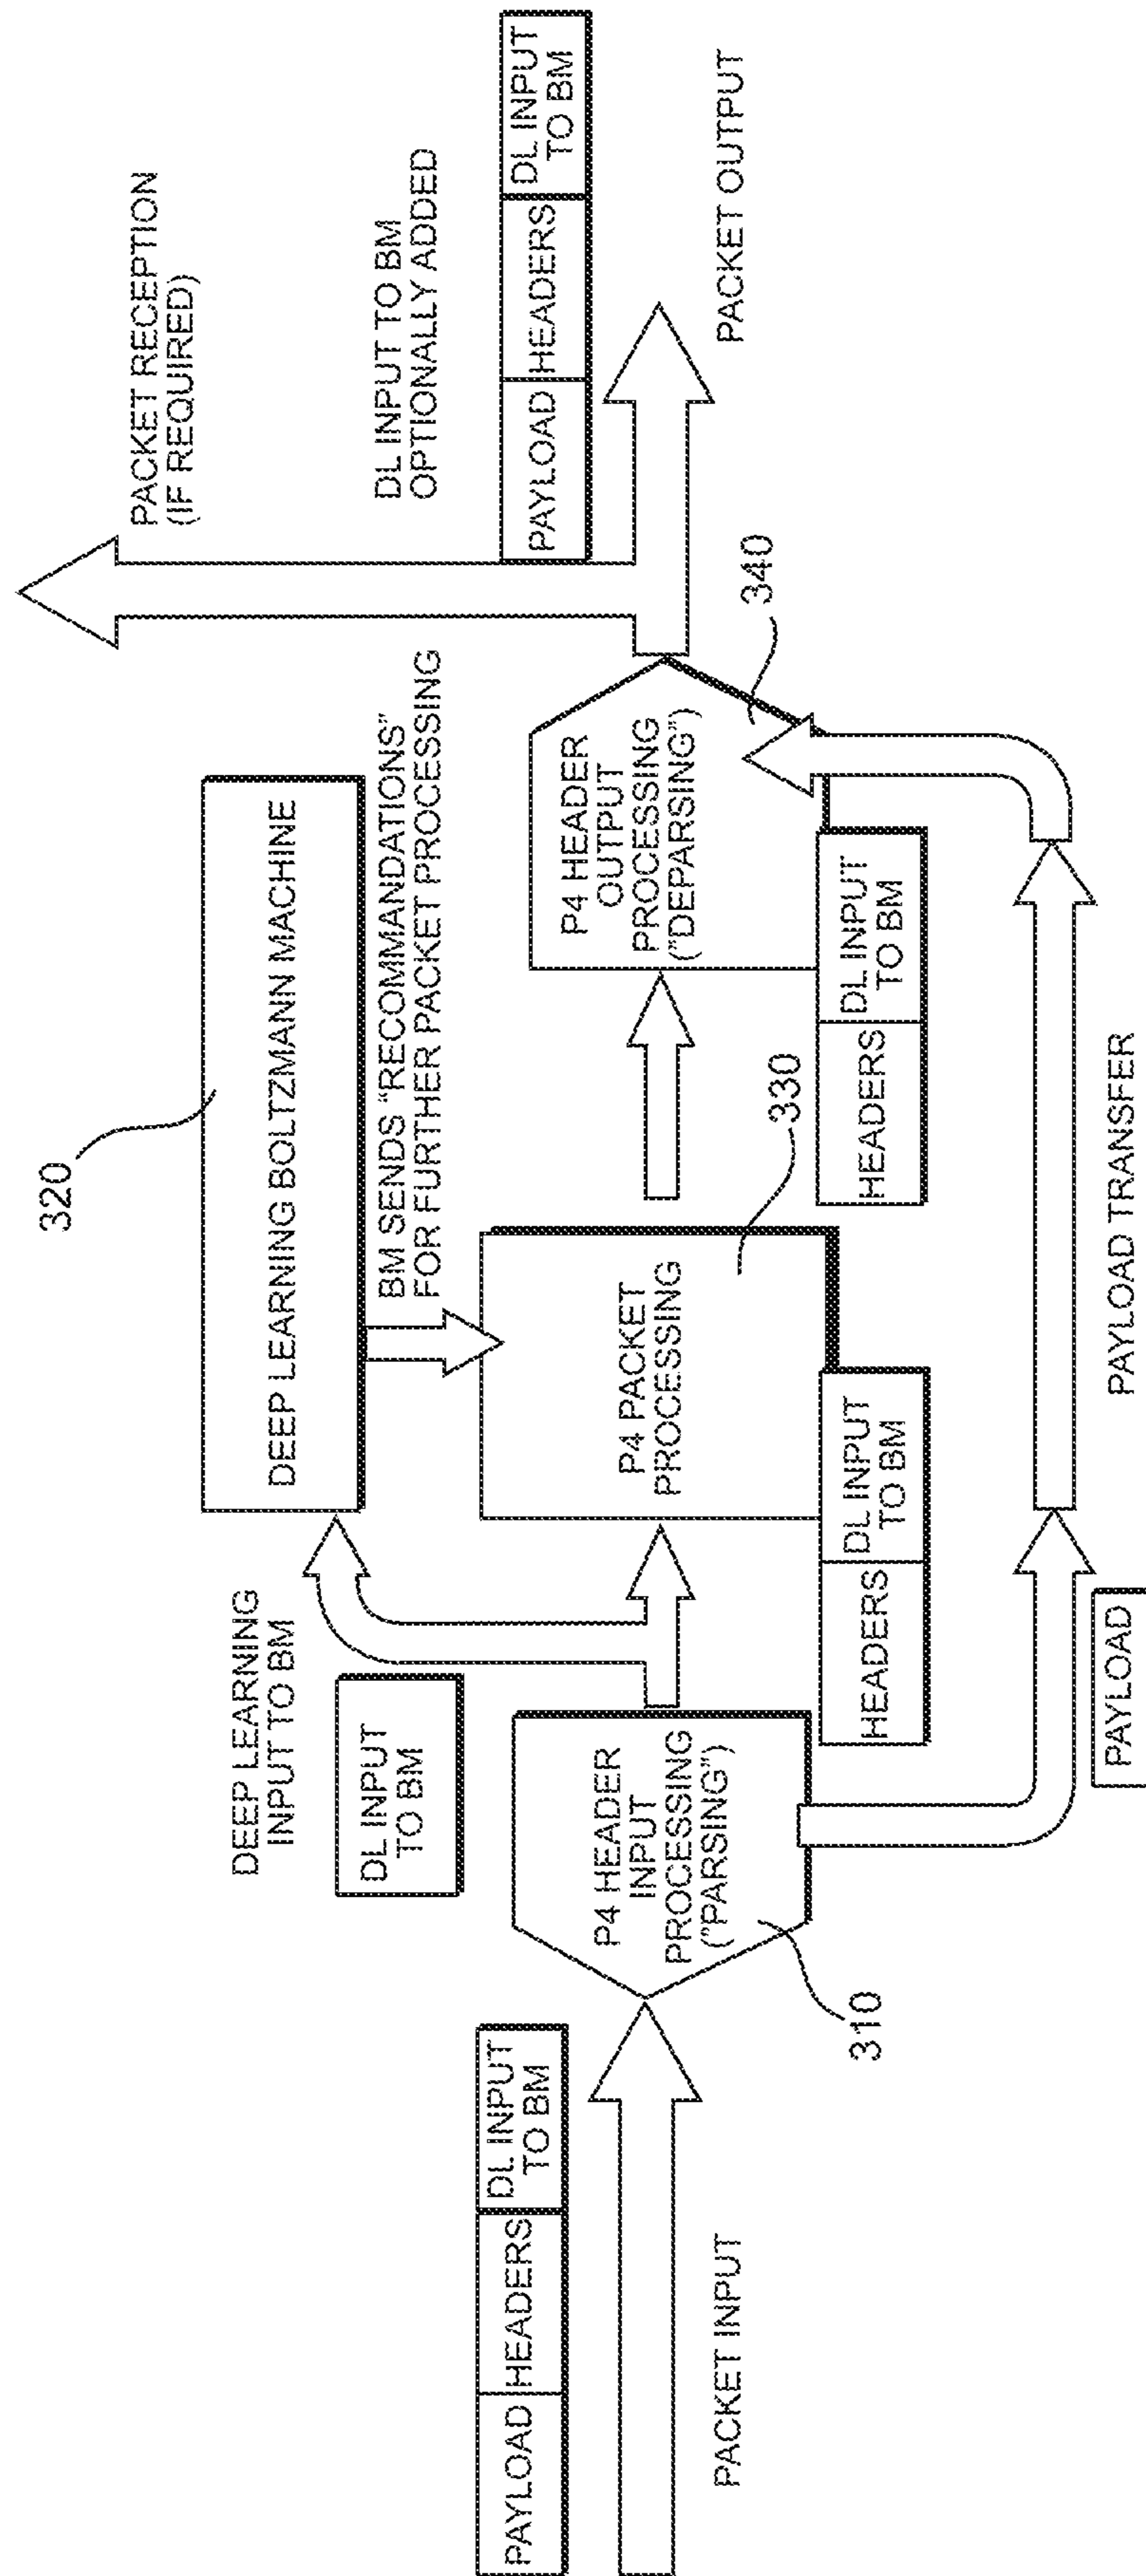 PAYLOAD
HEADERS
DL INPUT
TO BM
PACKET INPUT
310
P4 HEADER
INPUT
PROCESSING
("PARSING")
DEEP LEARNING
INPUT TO BM
DL INPUT
TO BM
320
DEEP LEARNING BOLTZMANN MACHINE
BM SENDS "RECOMMANDATIONS"
FOR FURTHER PACKET PROCESSING
P4 PACKET
PROCESSING
330
HEADERS
DL INPUT
TO BM
PAYLOAD
PAYLOAD TRANSFER
P4 HEADER
OUTPUT
PROCESSING
("DEPARSING")
340
HEADERS
DL INPUT
TO BM
PACKET RECEPTION
(IF REQUIRED)
DL INPUT TO BM
OPTIONALLY ADDED
PAYLOAD
HEADERS
DL INPUT
TO BM
PACKET OUTPUT